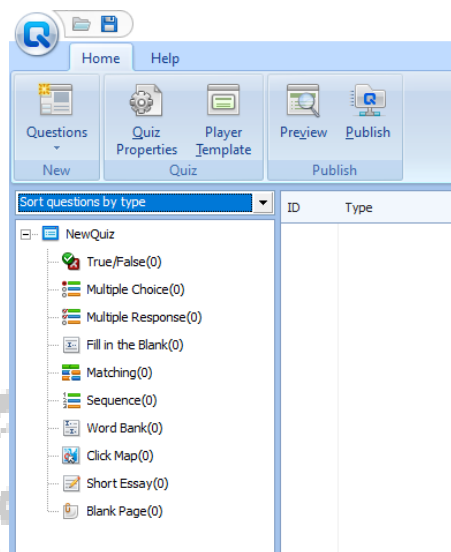 Home Help
Questions Quiz Properties Player Template Preview Publish
New Quiz Publish
Sort questions by type
ID Type
NewQuiz
True/False(0)
Multiple Choice(0)
Multiple Response(0)
Fill in the Blank(0)
Matching(0)
Sequence(0)
Word Bank(0)
Click Map(0)
Short Essay(0)
Blank Page(0)